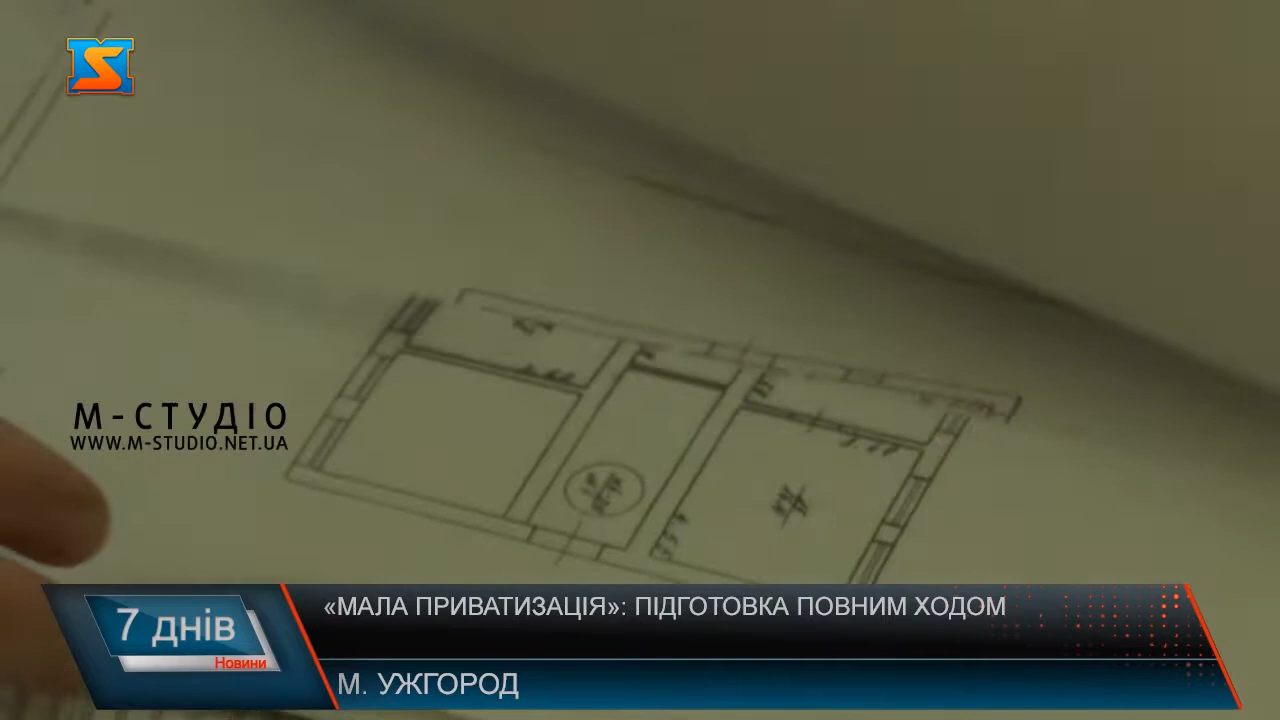 М-СТУДІО
WWW.M-STUDIO.NET.UA
«МАЛА ПРИВАТИЗАЦІЯ»: ПІДГОТОВКА ПОВНИМ ХОДОМ
7 днів
Новини
М. УЖГОРОД